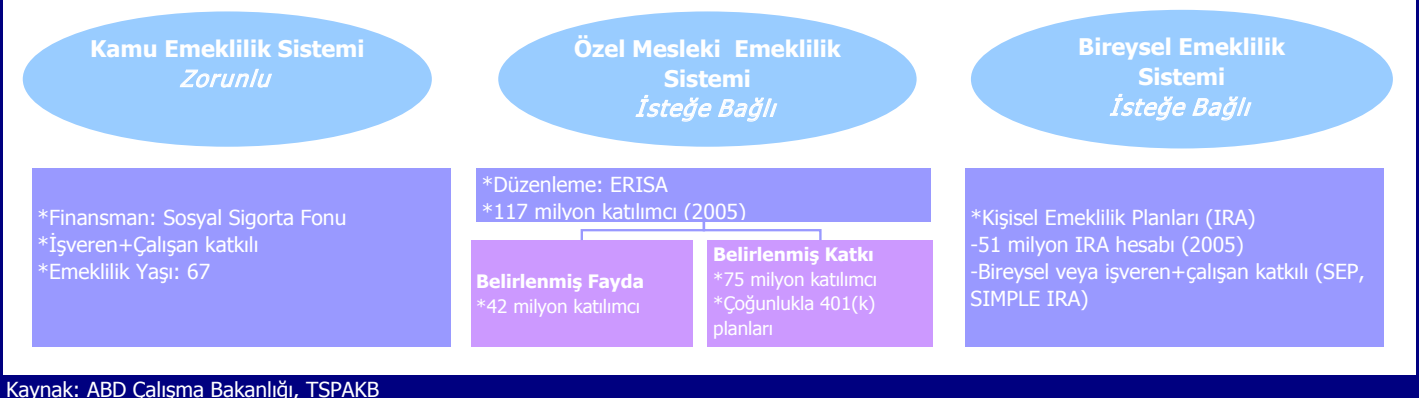 Kamu Emeklilik Sistemi
Zorunlu
Özel Mesleki Emeklilik
Sistemi
İsteğe Bağlı
Bireysel Emeklilik
Sistemi
İsteğe Bağlı
*Finansman: Sosyal Sigorta Fonu
*İşveren+Çalışan katkılı
*Emeklilik Yaşı: 67
*Düzenleme: ERISA
*117 milyon katılımcı (2005)
Belirlenmiş Fayda
*42 milyon katılımcı
Belirlenmiş Katkı
*75 milyon katılımcı
*Çoğunlukla 401(k)
planları
*Kişisel Emeklilik Planları (IRA)
-51 milyon IRA hesabı (2005)
-Bireysel veya işveren+çalışan katkılı (SEP,
SIMPLE IRA)
Kaynak: ABD Çalışma Bakanlığı, TSPAKB